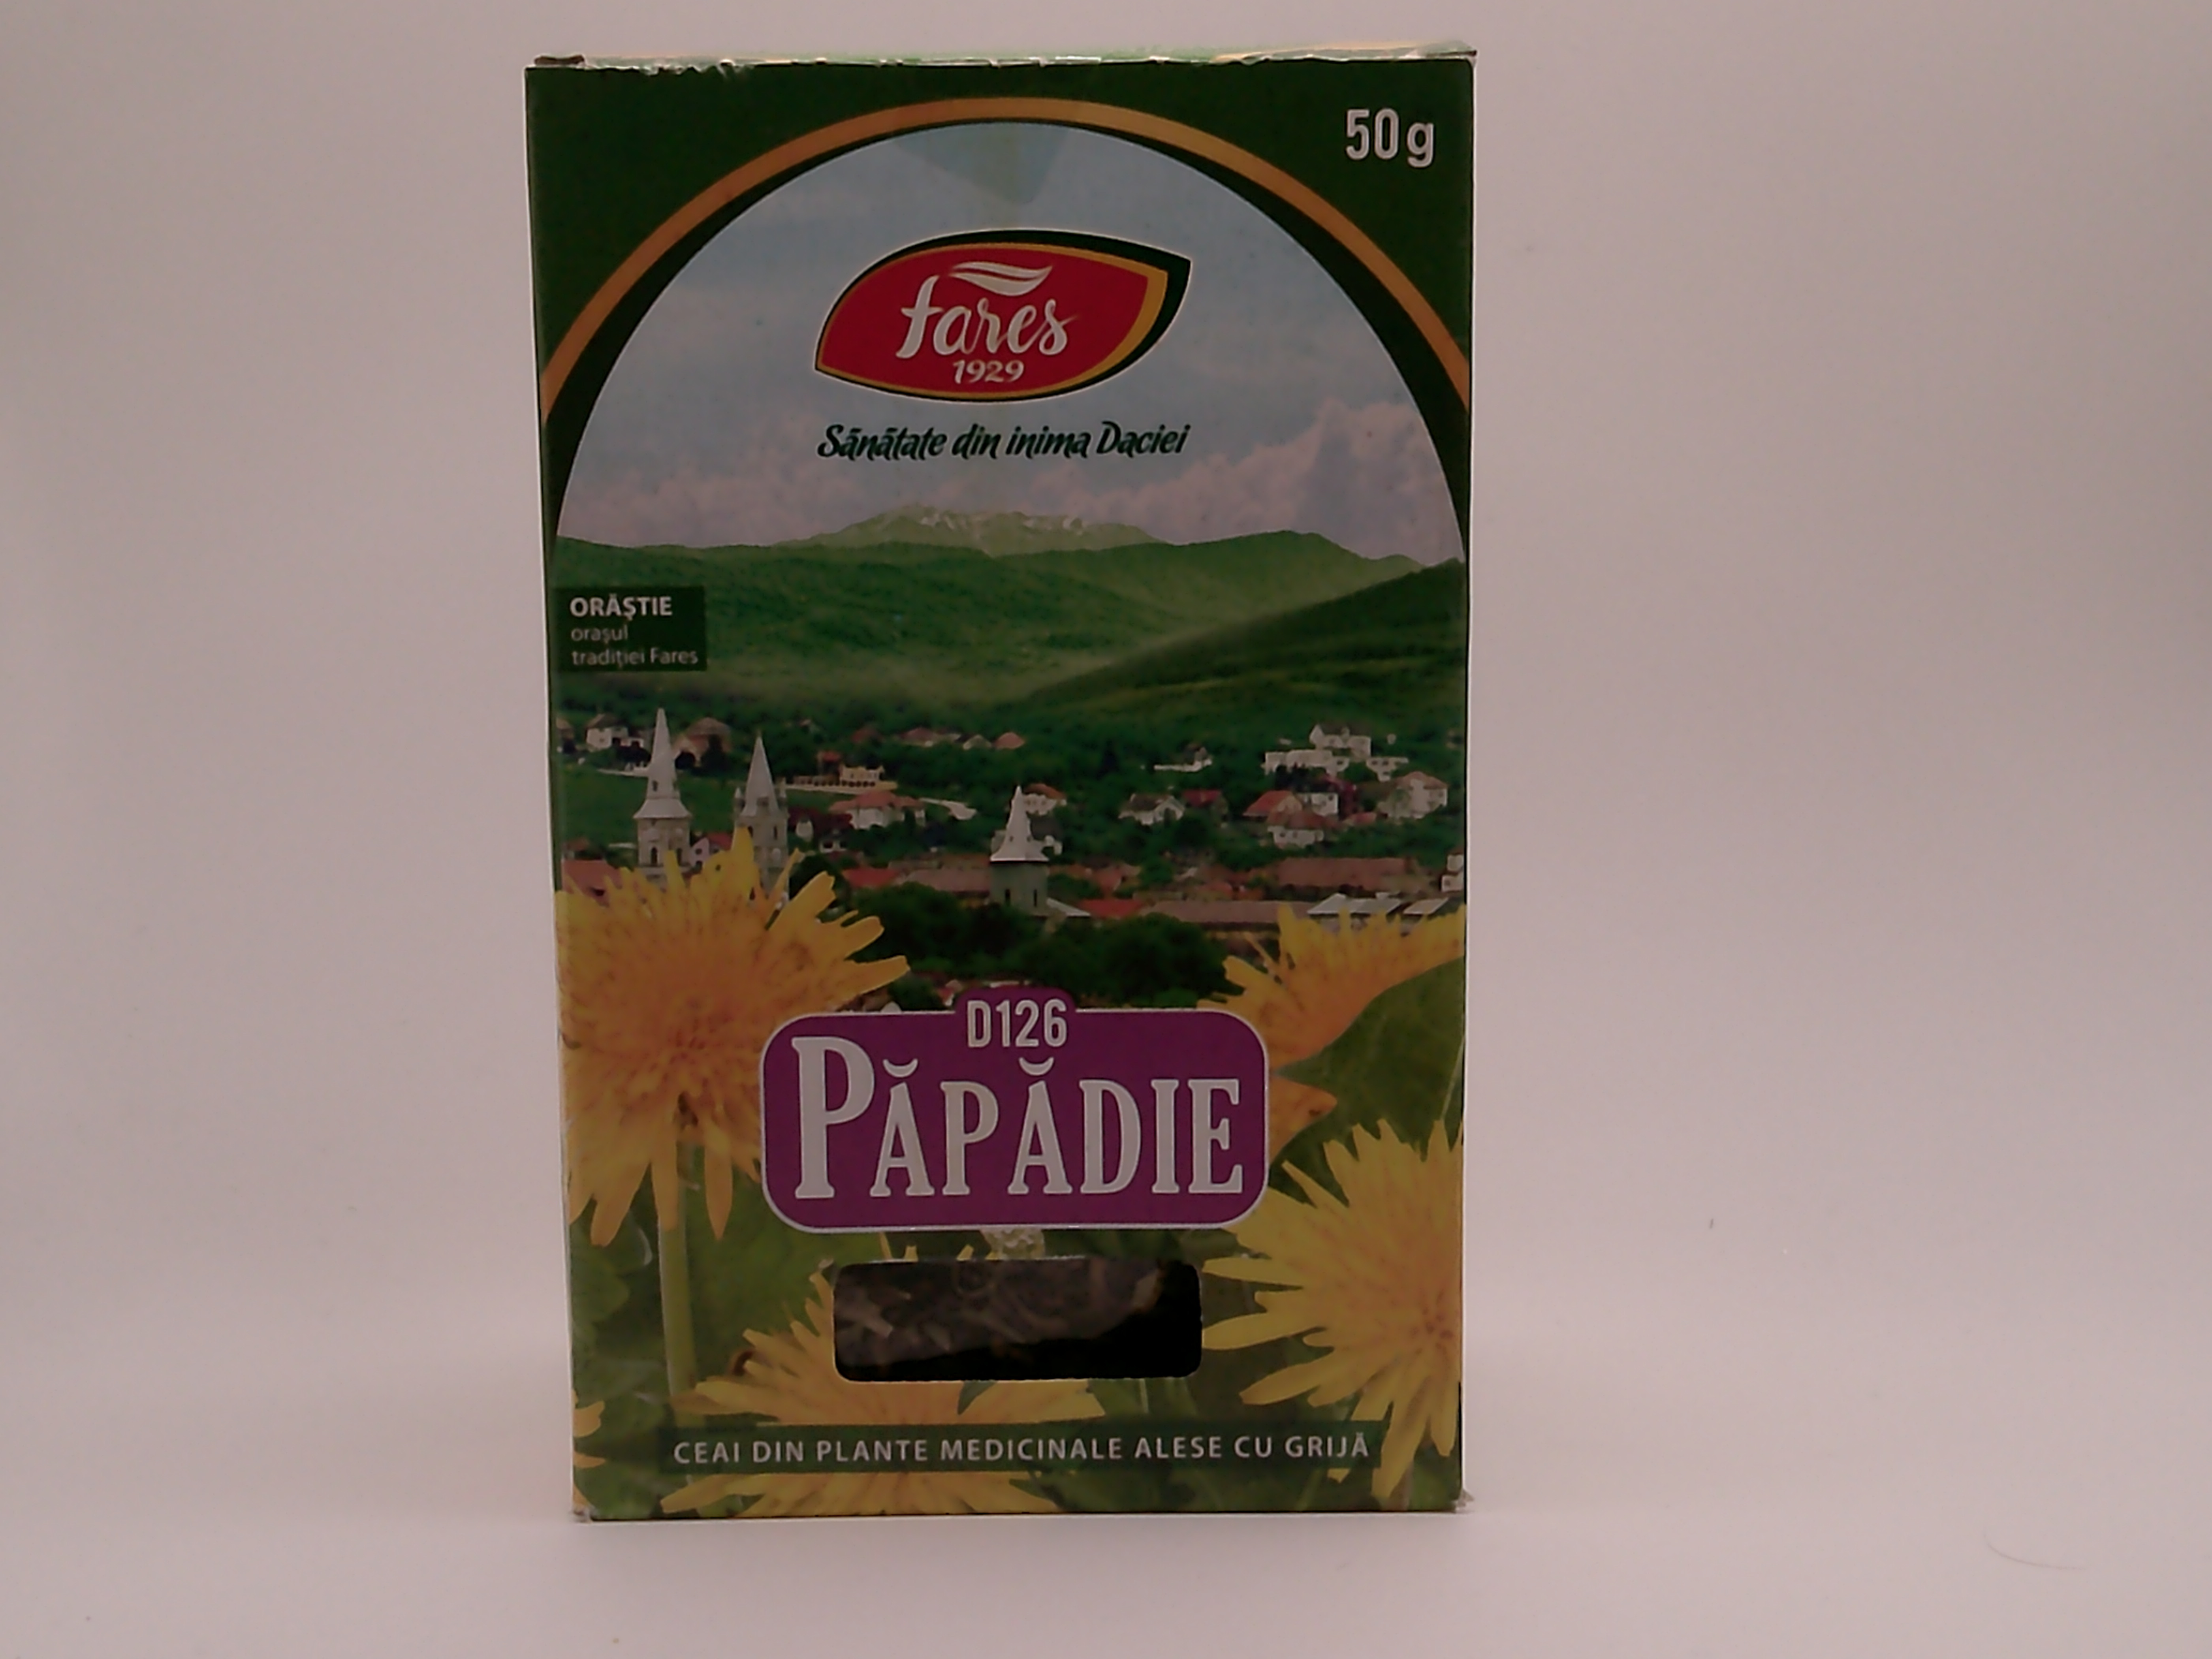 50g
fares
1929
Sănătate din inima Daciei
ORĂŞTIE
oraşul
tradiţiei Fares
D126
PĂPĂDIE
CEAI DIN PLANTE MEDICINALE ALESE CU GRIJĂ